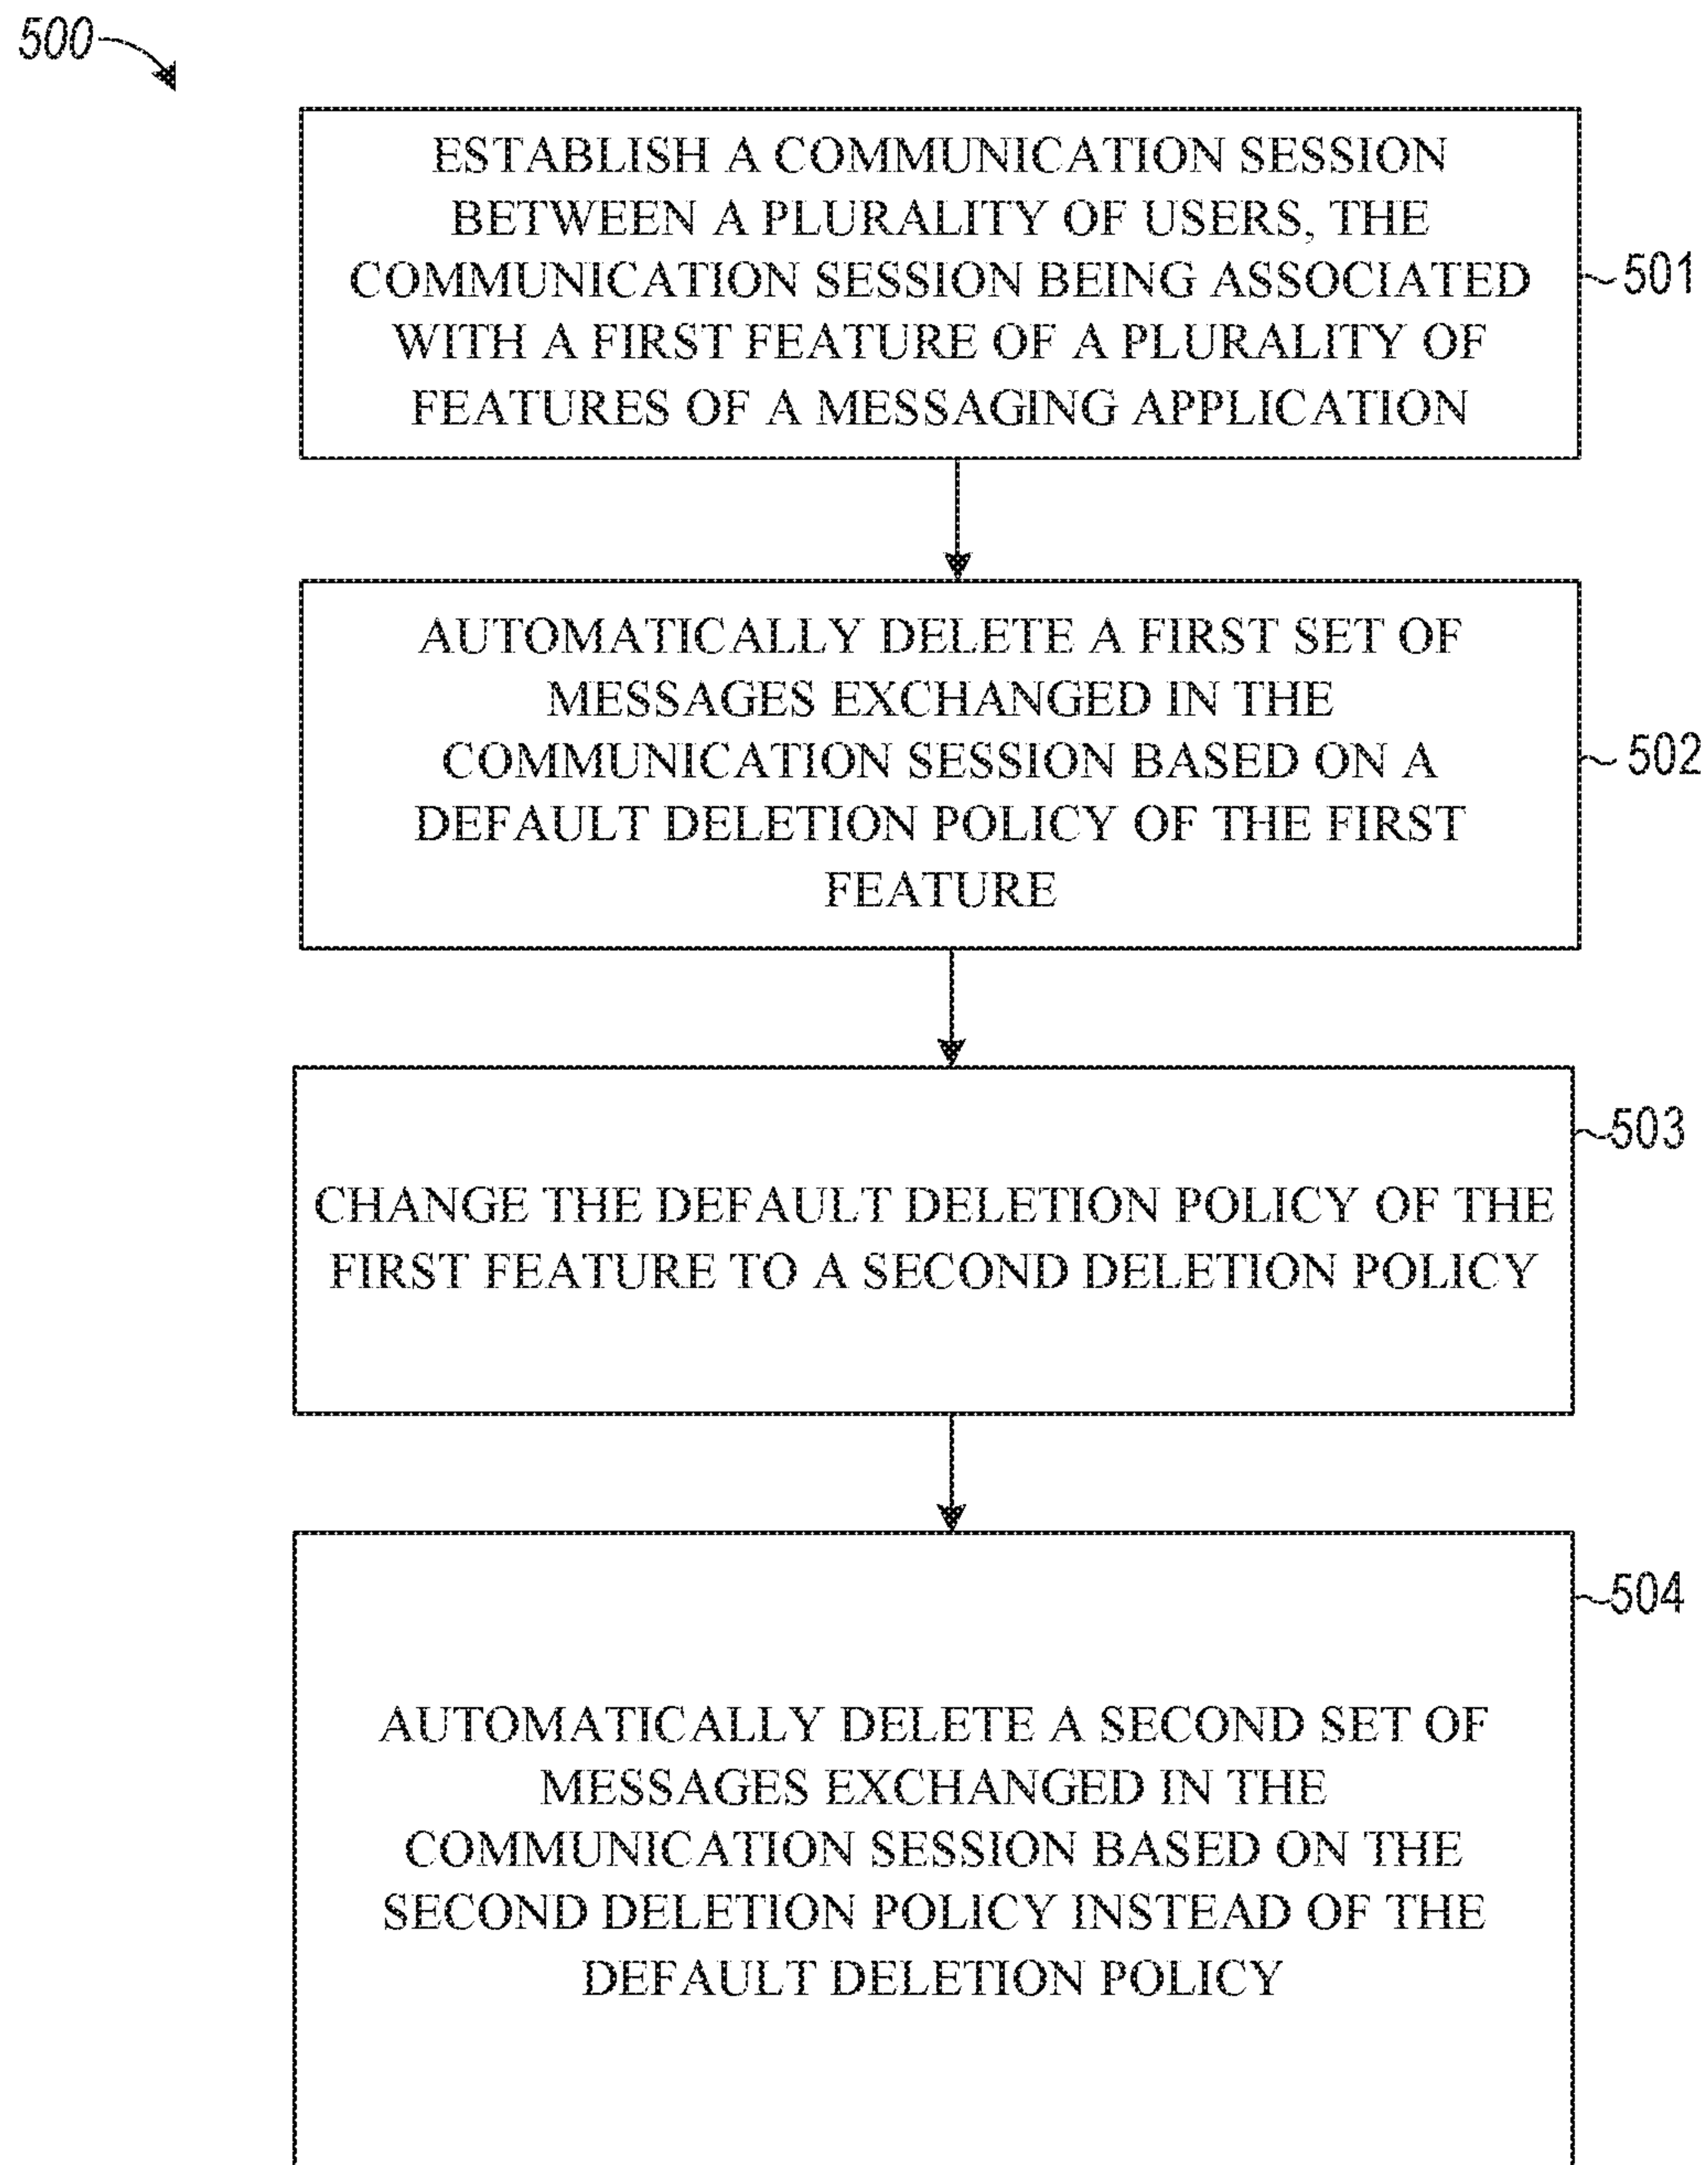 500
ESTABLISH A COMMUNICATION SESSION
BETWEEN A PLURALITY OF USERS, THE
COMMUNICATION SESSION BEING ASSOCIATED
WITH A FIRST FEATURE OF A PLURALITY OF
FEATURES OF A MESSAGING APPLICATION
501
AUTOMATICALLY DELETE A FIRST SET OF
MESSAGES EXCHANGED IN THE
COMMUNICATION SESSION BASED ON A
DEFAULT DELETION POLICY OF THE FIRST
FEATURE
502
503
CHANGE THE DEFAULT DELETION POLICY OF THE
FIRST FEATURE TO A SECOND DELETION POLICY
504
AUTOMATICALLY DELETE A SECOND SET OF
MESSAGES EXCHANGED IN THE
COMMUNICATION SESSION BASED ON THE
SECOND DELETION POLICY INSTEAD OF THE
DEFAULT DELETION POLICY